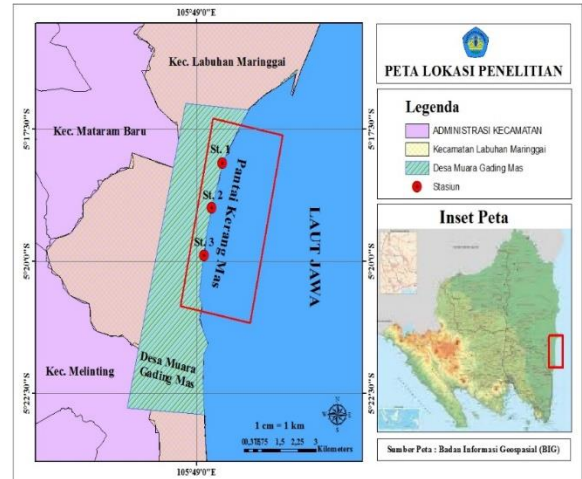 105°49'0"E
Kec. Labuhan Maringgai
Kec. Mataram Baru
5°17'30"S
5°17'30"S
St. 1
St. 2
St. 3
Pantai Kerang Mas
LAUT JAWA
5°20'0"S
5°20'0"S
Desa Muara
Gading Mas
Kec. Melinting
5°22'30"S
5°22'30"S
1 cm = 1 km
00,37 5,75 1,5 2,25 3
Kilometers
105°49'0"E
PETA LOKASI PENELITIAN
Legenda
ADMINISTRASI KECAMATAN
Kecamatan Labuhan Maringgai
Desa Muara Gading Mas
Stasiun
Inset Peta
Sumber Peta : Badan Informasi Geospasial (BIG)